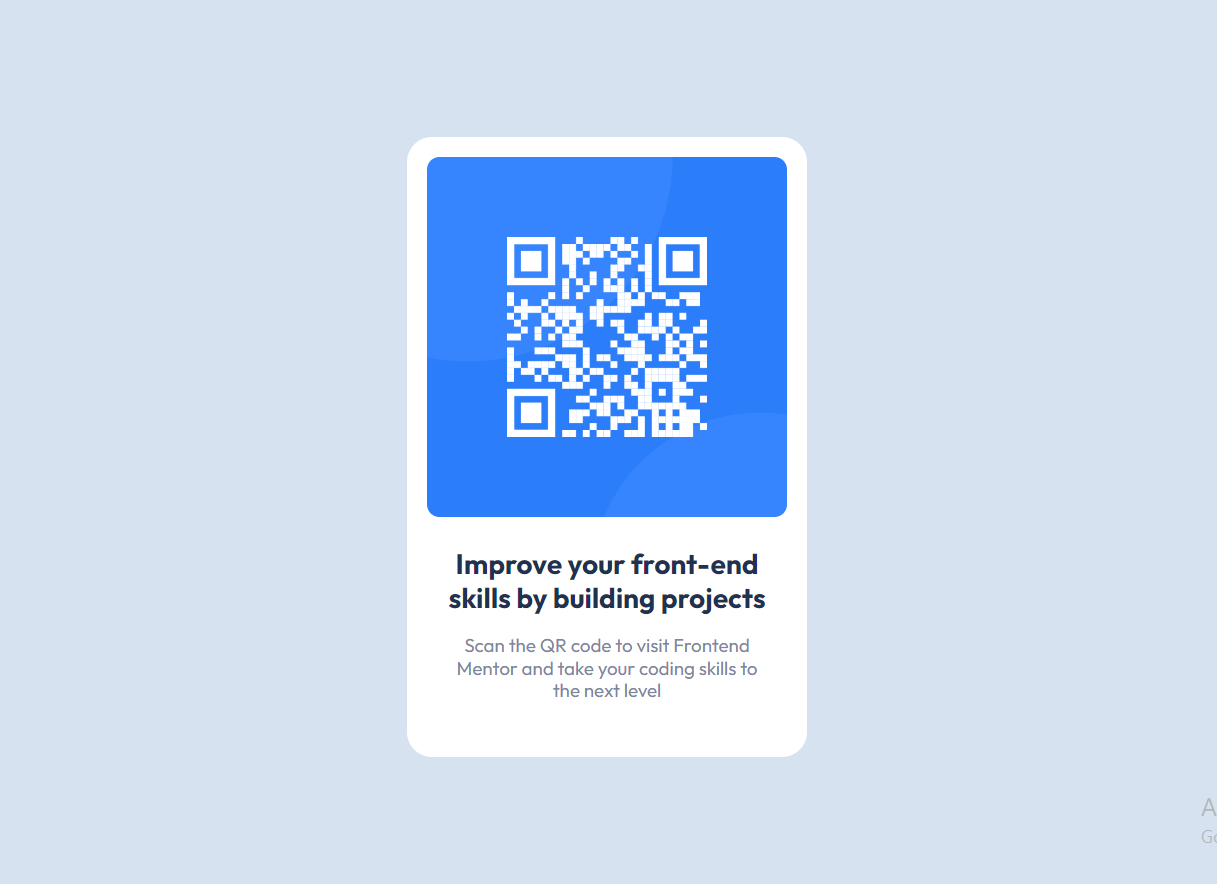 Improve your front-end
skills by building projects
Scan the QR code to visit Frontend
Mentor and take your coding skills to
the next level